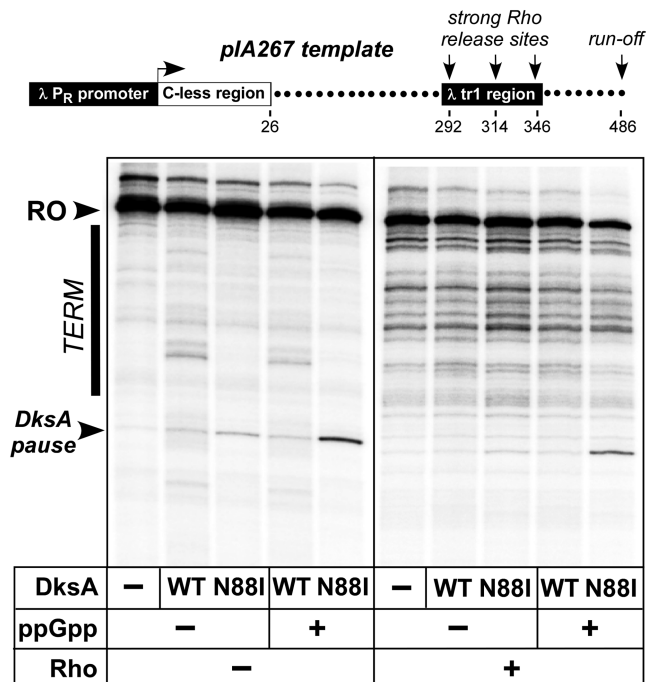 strong Rho
pIA267 template
release sites
run-off
λ PR promoter
C-less region
λ tr1 region
26
292
314
346
486
RO
TERM
DksA
pause
DksA
−
WT
N88I
WT
N88I
−
WT
N88I
WT
N88I
ppGpp
−
+
−
+
Rho
−
+